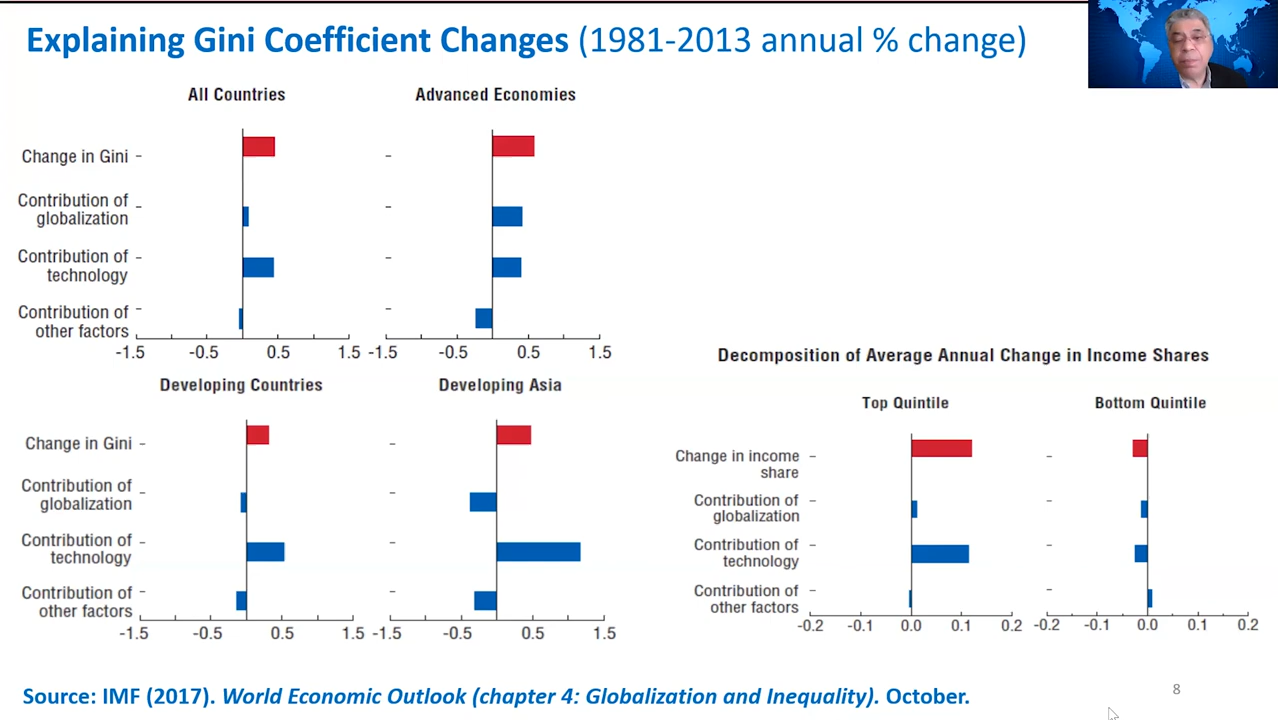 Explaining Gini Coefficient Changes (1981-2013 annual % change)
All Countries
Change in Gini
Contribution of
globalization
Contribution of
technology
Contribution of
other factors
-1.5 -0.5 0.5 1.5
Advanced Economies
-1.5 -0.5 0.5 1.5
Developing Countries
Change in Gini
Contribution of
globalization
Contribution of
technology
Contribution of
other factors
-1.5 -0.5 0.5 1.5
Developing Asia
-1.5 -0.5 0.5 1.5
Decomposition of Average Annual Change in Income Shares
Top Quintile
Change in income
share
Contribution of
globalization
Contribution of
technology
Contribution of
other factors
-0.2 -0.1 0.0 0.1 0.2
Bottom Quintile
-0.2 -0.1 0.0 0.1 0.2
Source: IMF (2017). World Economic Outlook (chapter 4: Globalization and Inequality). October.
8